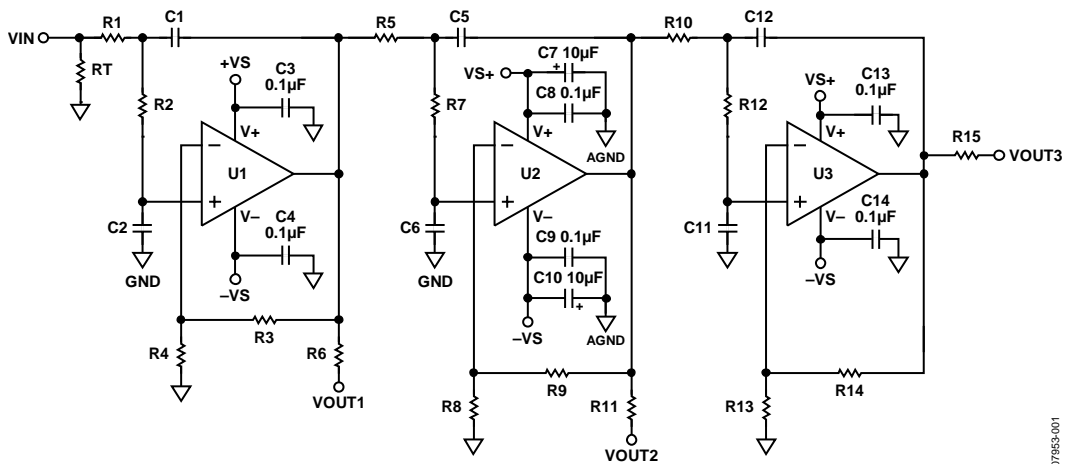 R1
C1
R5
C5
R10
C12
VIN
RT
R2
+VS
C3
0.1µF
V+
U1
V–
C4
0.1µF
–VS
C2
GND
R3
R4
R6
VOUT1
R7
VS+
C7 10µF
+
C8 0.1µF
V+
AGND
U2
V–
C9 0.1µF
C10 10µF
+
–VS
AGND
C6
GND
R9
R8
R11
VOUT2
R12
VS+
C13
0.1µF
V+
U3
V–
C14
0.1µF
–VS
C11
R15
VOUT3
R14
R13
07953-001